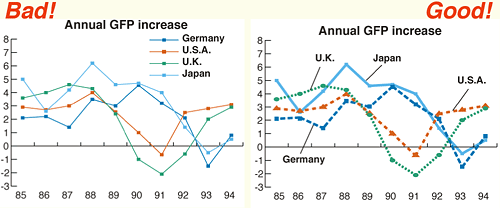 Bad!
Annual GFP increase
8
7
6
5
4
3
2
1
0
-1
-2
-3
Germany
U.S.A.
U.K.
Japan
85 86 87 88 89 90 91 92 93 94
Good!
Annual GFP increase
8
7
6
5
4
3
2
1
0
-1
-2
-3
U.K.
Japan
U.S.A.
Germany
85 86 87 88 89 90 91 92 93 94